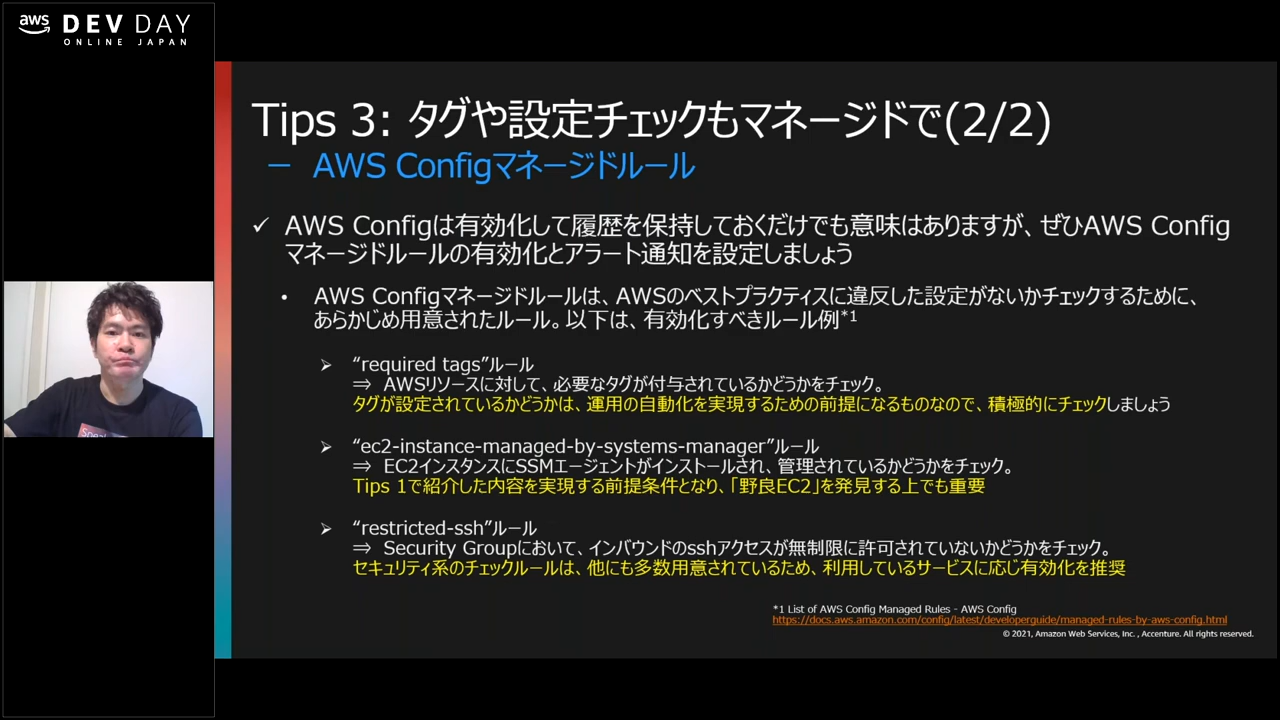 aws DEV DAY
ONLINE JAPAN
Tips 3: タグや設定チェックもマネージドで(2/2)
－ AWS Configマネージドルール
✓ AWS Configは有効化して履歴を保持しておくだけでも意味はありますが、ぜひAWS Config
マネージドルールの有効化とアラート通知を設定しましょう
• AWS Configマネージドルールは、AWSのベストプラクティスに違反した設定がないかチェックするために、
あらかじめ用意されたルール。以下は、有効化すべきルール例*1
➢ “required tags”ルール
⇒ AWSリソースに対して、必要なタグが付与されているかどうかをチェック。
タグが設定されているかどうかは、運用の自動化を実現するための前提になるものなので、積極的にチェックしましょう
➢ “ec2-instance-managed-by-systems-manager”ルール
⇒ EC2インスタンスにSSMエージェントがインストールされ、管理されているかどうかをチェック。
Tips 1で紹介した内容を実現する前提条件となり、「野良EC2」を発見する上でも重要
➢ “restricted-ssh”ルール
⇒ Security Groupにおいて、インバウンドのsshアクセスが無制限に許可されていないかどうかをチェック。
セキュリティ系のチェックルールは、他にも多数用意されているため、利用しているサービスに応じ有効化を推奨
*1 List of AWS Config Managed Rules - AWS Config
https://docs.aws.amazon.com/config/latest/developerguide/managed-rules-by-aws-config.html
© 2021, Amazon Web Services, Inc. , Accenture. All rights reserved.